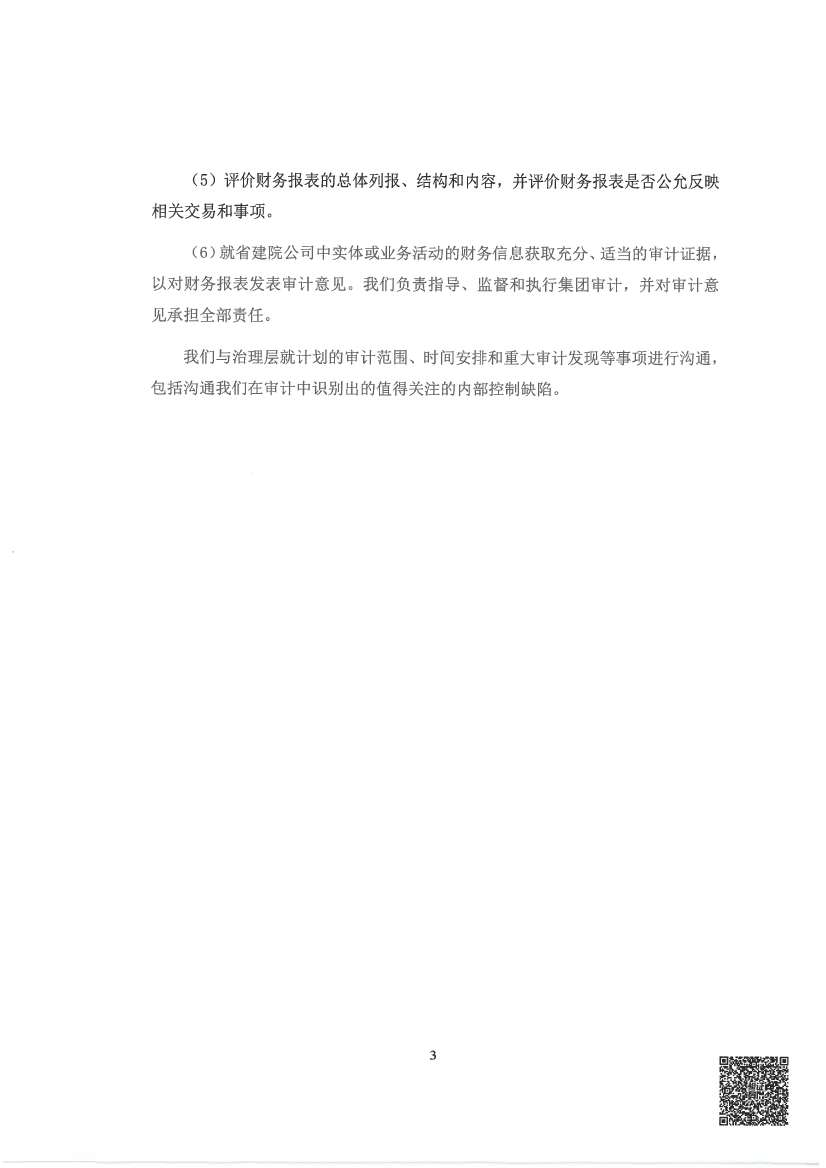 （5）评价财务报表的总体列报、结构和内容，并评价财务报表是否公允反映
相关交易和事项。
（6）就省建院公司中实体或业务活动的财务信息获取充分、适当的审计证据，
以对财务报表发表审计意见。我们负责指导、监督和执行集团审计，并对审计意
见承担全部责任。
我们与治理层就计划的审计范围、时间安排和重大审计发现等事项进行沟通，
包括沟通我们在审计中识别出的值得关注的内部控制缺陷。
3